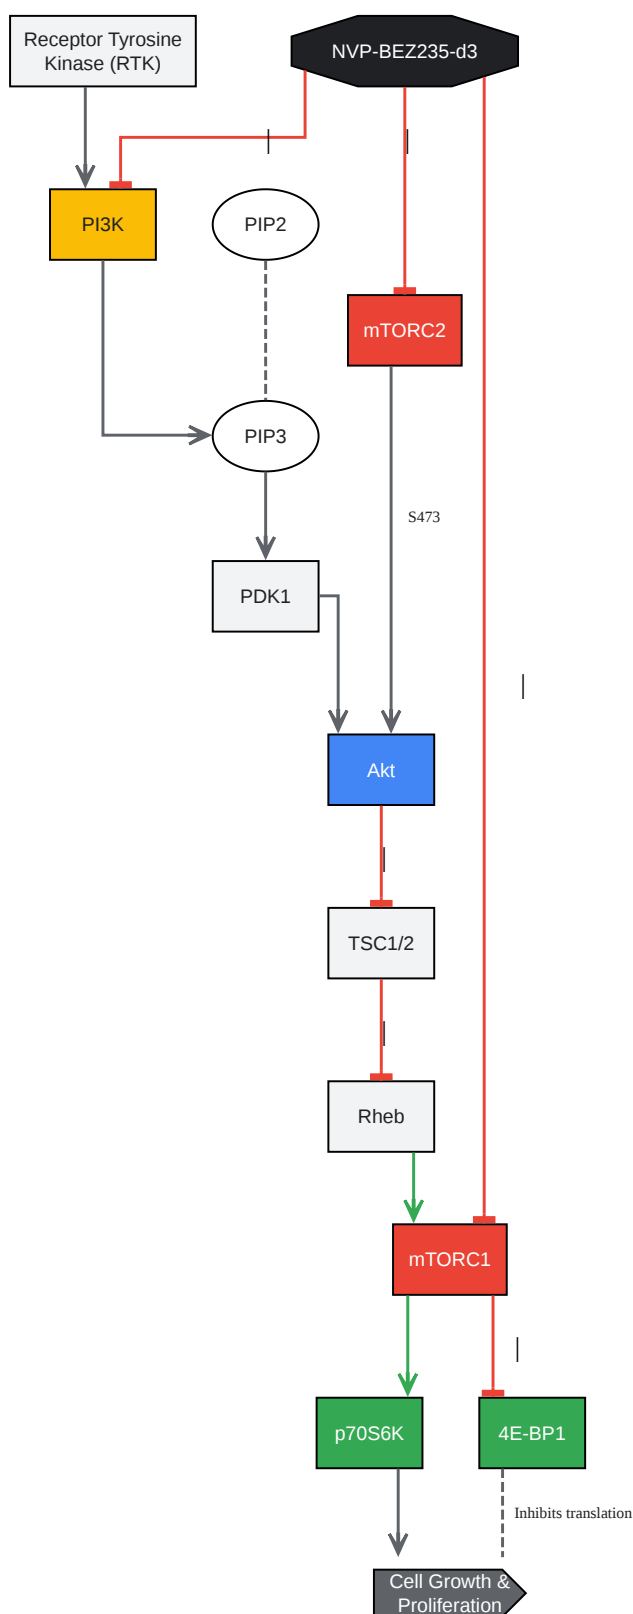 Receptor Tyrosine
Kinase (RTK)
NVP-BEZ235-d3
|
|
PI3K
PIP2
mTORC2
PIP3
S473
PDK1
|
Akt
|
TSC1/2
|
Rheb
mTORC1
|
p70S6K
4E-BP1
Inhibits translation
Cell Growth &
Proliferation